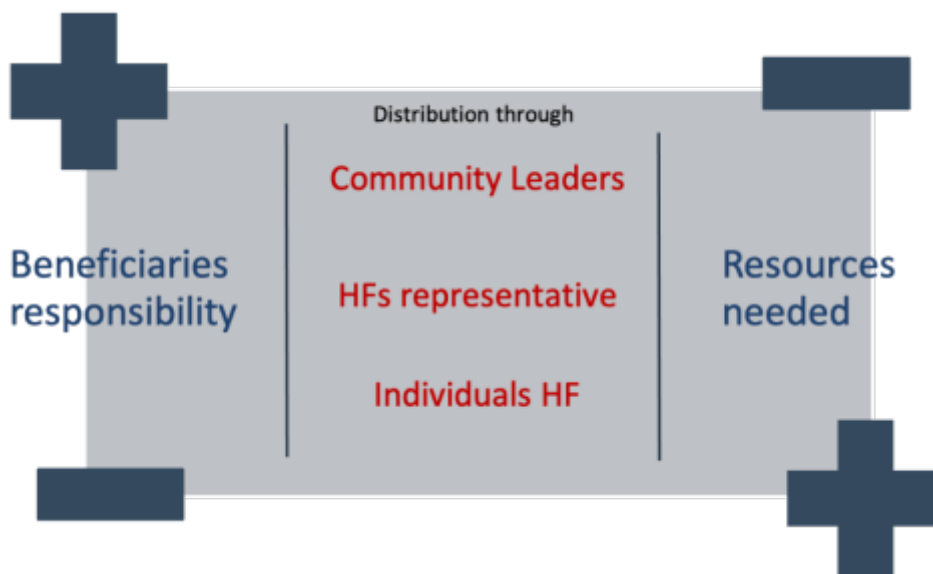 Distribution through
Community Leaders
Beneficiaries
responsibility
HFs representative
Resources
needed
Individuals HF